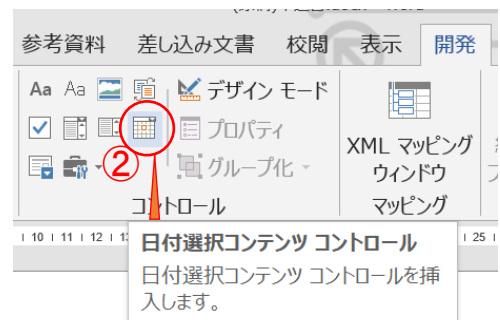 参考資料 差し込み文書 校閲 表示 開発
Aa Aa デザイン モード
プロパティ
② グループ化
XML マッピング
ウィンドウ
コントロール マッピング
10 11 12 25
日付選択コンテンツ コントロール
日付選択コンテンツ コントロールを挿
入します。